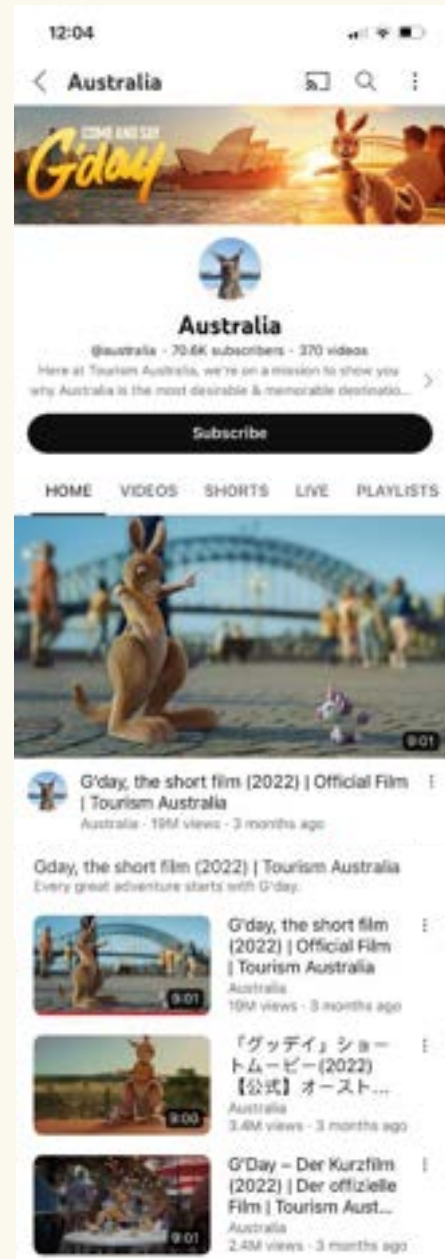 12:04
Australia
COME AND SAY
G'day
Australia
@australia · 70.6K subscribers · 370 videos
Here at Tourism Australia, we're on a mission to show you
why Australia is the most desirable & memorable destinatio...
Subscribe
HOME VIDEOS SHORTS LIVE PLAYLISTS
9:01
G'day, the short film (2022) | Official Film
| Tourism Australia
Australia · 19M views · 3 months ago
Gday, the short film (2022) | Tourism Australia
Every great adventure starts with G'day.
9:01
G'day, the short film
(2022) | Official Film
| Tourism Australia
Australia
19M views · 3 months ago
9:00
「グッデイ」ショー
トムービー(2022)
【公式】オースト...
Australia
3.4M views · 3 months ago
9:01
G'Day – Der Kurzfilm
(2022) | Der offizielle
Film | Tourism Aust...
Australia
2.4M views · 3 months ago